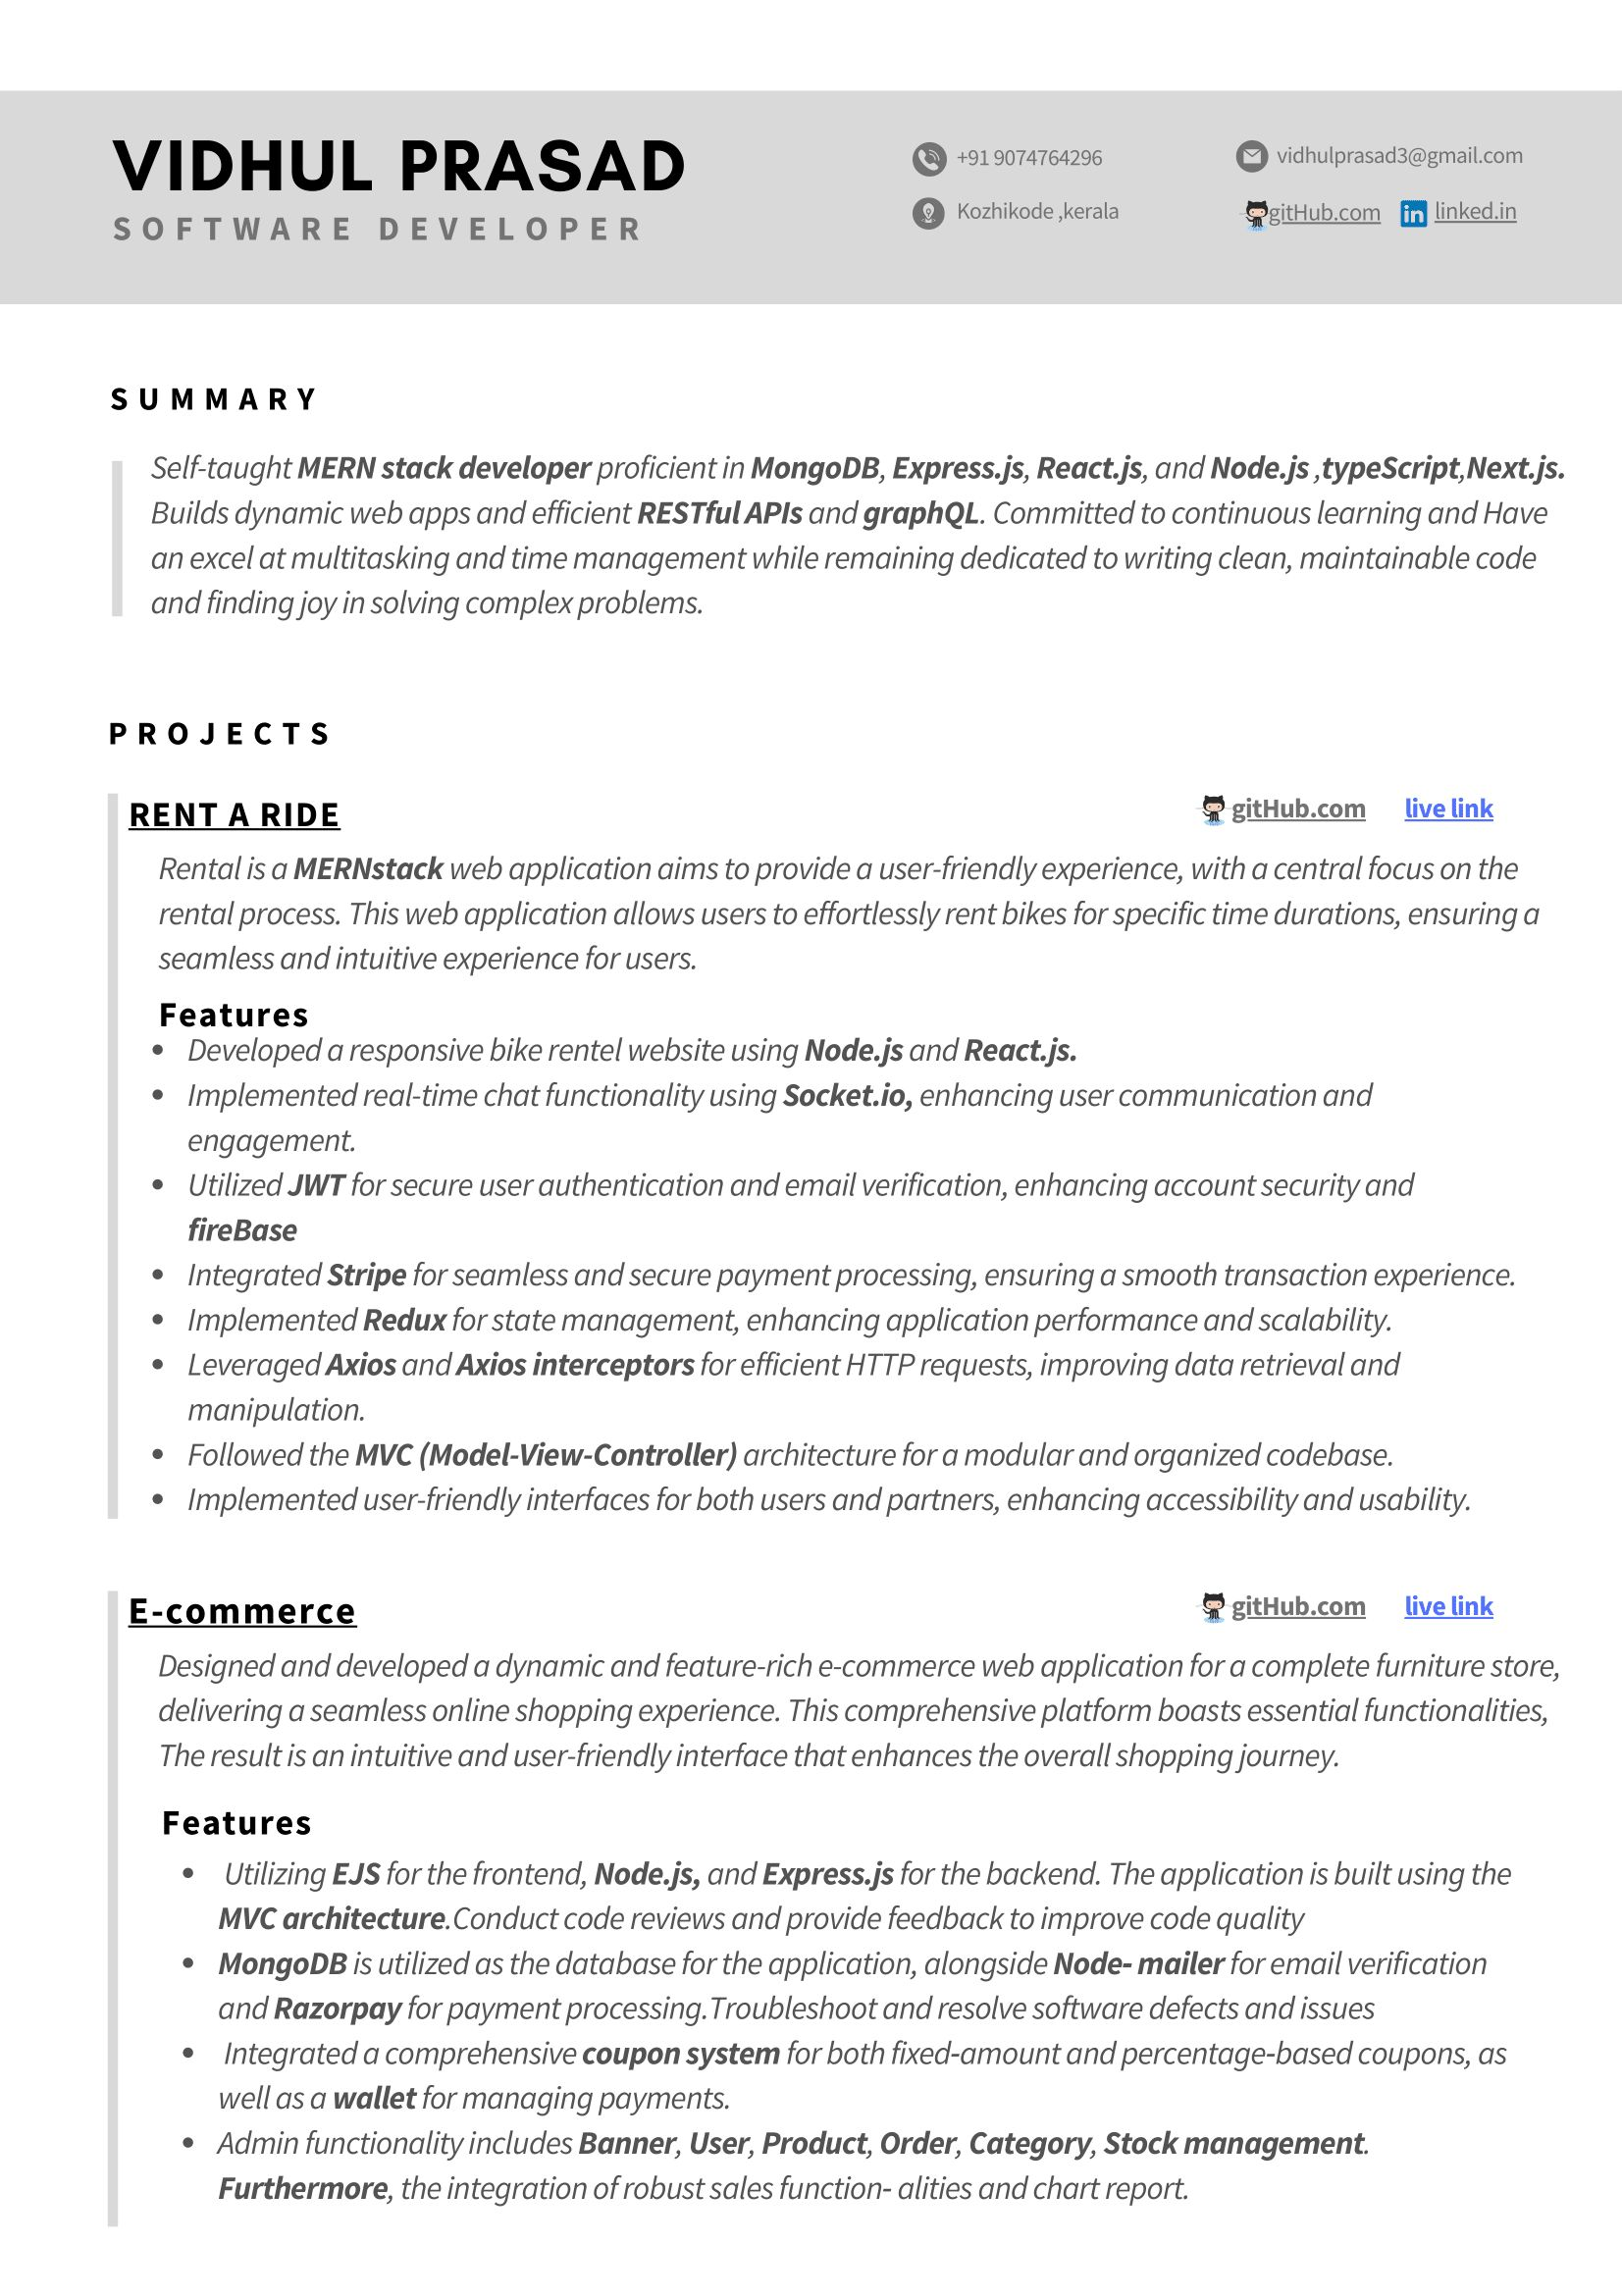 VIDHUL PRASAD
SOFTWARE DEVELOPER
+91 9074764296
vidhulprasad3@gmail.com
Kozhikode ,kerala
gitHub.com
linked.in
SUMMARY
Self-taught MERN stack developer proficient in MongoDB, Express.js, React.js, and Node.js ,typeScript,Next.js.
Builds dynamic web apps and efficient RESTful APIs and graphQL. Committed to continuous learning and Have
an excel at multitasking and time management while remaining dedicated to writing clean, maintainable code
and finding joy in solving complex problems.
PROJECTS
RENT A RIDE
gitHub.com
live link
Rental is a MERNstack web application aims to provide a user-friendly experience, with a central focus on the
rental process. This web application allows users to effortlessly rent bikes for specific time durations, ensuring a
seamless and intuitive experience for users.
Features
• Developed a responsive bike rentel website using Node.js and React.js.
• Implemented real-time chat functionality using Socket.io, enhancing user communication and
engagement.
• Utilized JWT for secure user authentication and email verification, enhancing account security and
fireBase
• Integrated Stripe for seamless and secure payment processing, ensuring a smooth transaction experience.
• Implemented Redux for state management, enhancing application performance and scalability.
• Leveraged Axios and Axios interceptors for efficient HTTP requests, improving data retrieval and
manipulation.
• Followed the MVC (Model-View-Controller) architecture for a modular and organized codebase.
• Implemented user-friendly interfaces for both users and partners, enhancing accessibility and usability.
E-commerce
gitHub.com
live link
Designed and developed a dynamic and feature-rich e-commerce web application for a complete furniture store,
delivering a seamless online shopping experience. This comprehensive platform boasts essential functionalities,
The result is an intuitive and user-friendly interface that enhances the overall shopping journey.
Features
• Utilizing EJS for the frontend, Node.js, and Express.js for the backend. The application is built using the
MVC architecture.Conduct code reviews and provide feedback to improve code quality
• MongoDB is utilized as the database for the application, alongside Node- mailer for email verification
and Razorpay for payment processing.Troubleshoot and resolve software defects and issues
• Integrated a comprehensive coupon system for both fixed-amount and percentage-based coupons, as
well as a wallet for managing payments.
• Admin functionality includes Banner, User, Product, Order, Category, Stock management.
Furthermore, the integration of robust sales function- alities and chart report.